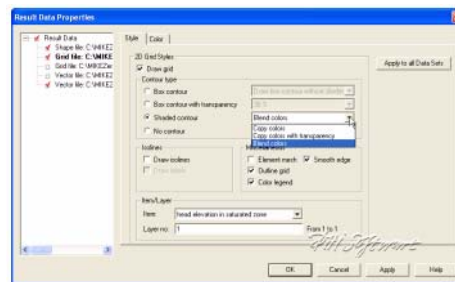 Result Data Properties
Result Data
Shape file: C:\MIKEZ
Grid file: C:\MIKE
Grid file: C:\MIKEZer
Vector file: C:\MIKEZ
Vector file: C:\MIKEZ
Style
Color
2D Grid Styles
Draw grid
Contour type
Box contour
Box contour with transparency
Shaded contour
Blend colors
No contour
Copy colors
Copy colors with transparency
Blend colors
Isolines
Draw isolines
Element mesh
Smooth edge
Outline grid
Color legend
Item/Layer
Item:
head elevation in saturated zone
Layer no:
1
From 1 to 1
Apply to all Data Sets
OK
Cancel
Apply
Help